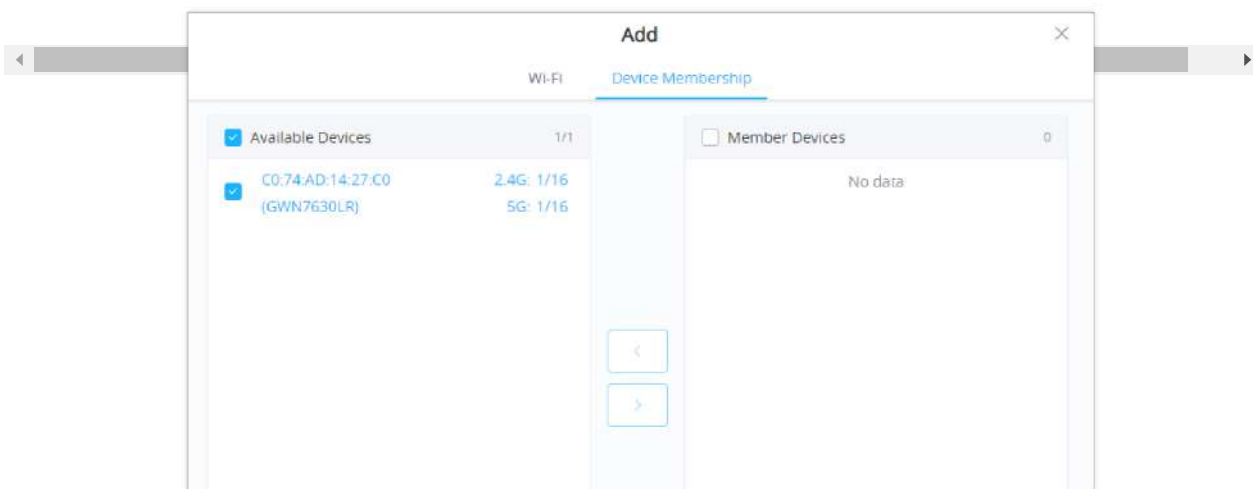 Add
Wi-Fi Device Membership
Available Devices 1/1
Member Devices 0
C0:74:AD:14:27:C0 2.4G: 1/16
(GWN7630LR) 5G: 1/16
No data